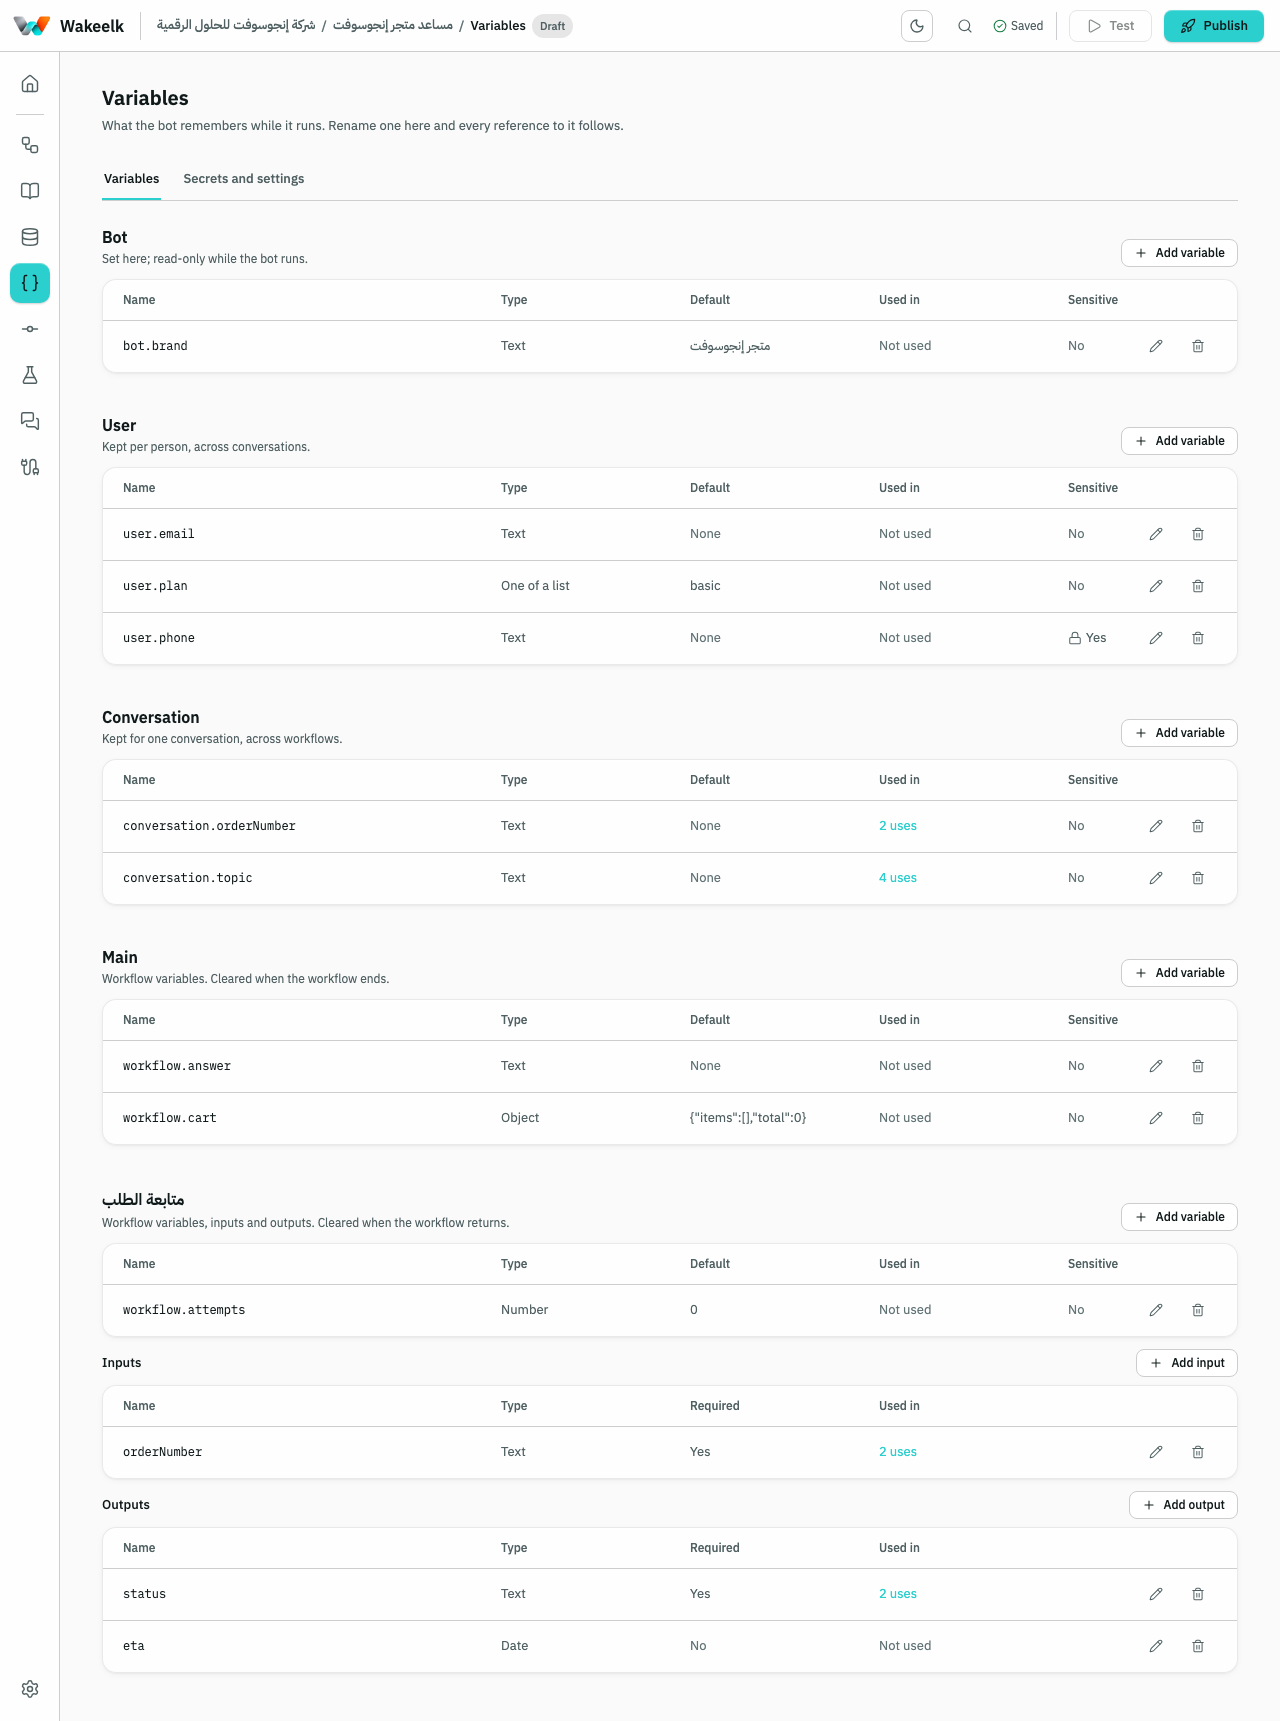 Wakeelk
شركة إنجوسوفت للحلول الرقمية / مساعد متجر إنجوسوفت / Variables Draft
Saved Test Publish
Variables
What the bot remembers while it runs. Rename one here and every reference to it follows.
Variables Secrets and settings
Bot
Set here; read-only while the bot runs.
Add variable
Name Type Default Used in Sensitive
bot.brand Text متجر إنجوسوفت Not used No
User
Kept per person, across conversations.
Add variable
Name Type Default Used in Sensitive
user.email Text None Not used No
user.plan One of a list basic Not used No
user.phone Text None Not used Yes
Conversation
Kept for one conversation, across workflows.
Add variable
Name Type Default Used in Sensitive
conversation.orderNumber Text None 2 uses No
conversation.topic Text None 4 uses No
Main
Workflow variables. Cleared when the workflow ends.
Add variable
Name Type Default Used in Sensitive
workflow.answer Text None Not used No
workflow.cart Object {"items":[],"total":0} Not used No
متابعة الطلب
Workflow variables, inputs and outputs. Cleared when the workflow returns.
Add variable
Name Type Default Used in Sensitive
workflow.attempts Number 0 Not used No
Inputs
Add input
Name Type Required Used in
orderNumber Text Yes 2 uses
Outputs
Add output
Name Type Required Used in
status Text Yes 2 uses
eta Date No Not used